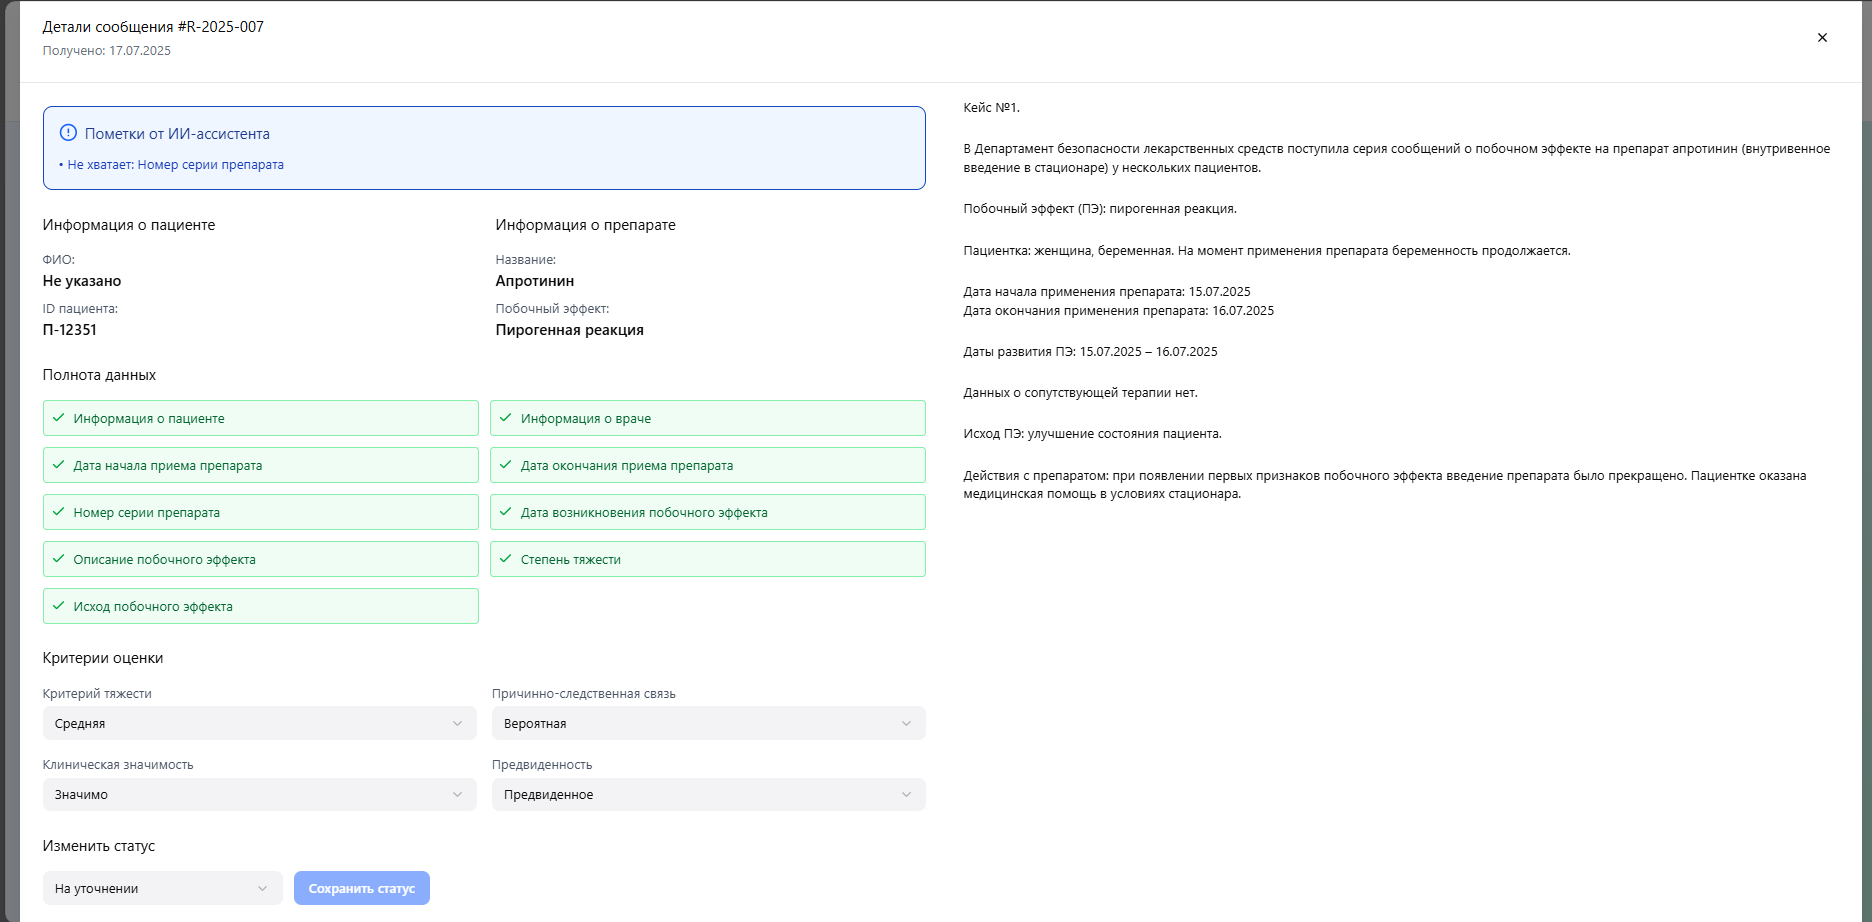 Детали сообщения #R-2025-007
Получено: 17.07.2025
Пометки от ИИ-ассистента
• Не хватает: Номер серии препарата
Информация о пациенте
ФИО:
Не указано
ID пациента:
П-12351
Информация о препарате
Название:
Апротинин
Побочный эффект:
Пирогенная реакция
Полнота данных
Информация о пациенте
Информация о враче
Дата начала приема препарата
Дата окончания приема препарата
Номер серии препарата
Дата возникновения побочного эффекта
Описание побочного эффекта
Степень тяжести
Исход побочного эффекта
Критерии оценки
Критерий тяжести
Средняя
Причинно-следственная связь
Вероятная
Клиническая значимость
Значимо
Предвиденность
Предвиденное
Изменить статус
На уточнении
Сохранить статус
Кейс №1.
В Департамент безопасности лекарственных средств поступила серия сообщений о побочном эффекте на препарат апротинин (внутривенное
введение в стационаре) у нескольких пациентов.
Побочный эффект (ПЭ): пирогенная реакция.
Пациентка: женщина, беременная. На момент применения препарата беременность продолжается.
Дата начала применения препарата: 15.07.2025
Дата окончания применения препарата: 16.07.2025
Даты развития ПЭ: 15.07.2025 – 16.07.2025
Данных о сопутствующей терапии нет.
Исход ПЭ: улучшение состояния пациента.
Действия с препаратом: при появлении первых признаков побочного эффекта введение препарата было прекращено. Пациентке оказана
медицинская помощь в условиях стационара.